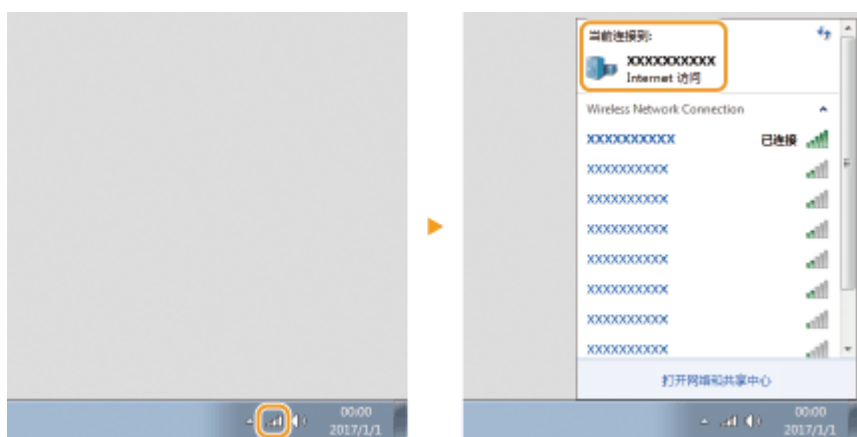 00:00
2017/1/1
当前连接到:
XXXXXXXXXX
Internet 访问
Wireless Network Connection
XXXXXXXXXX 已连接
XXXXXXXXXX
XXXXXXXXXX
XXXXXXXXXX
XXXXXXXXXX
XXXXXXXXXX
XXXXXXXXXX
XXXXXXXXXX
打开网络和共享中心
00:00
2017/1/1